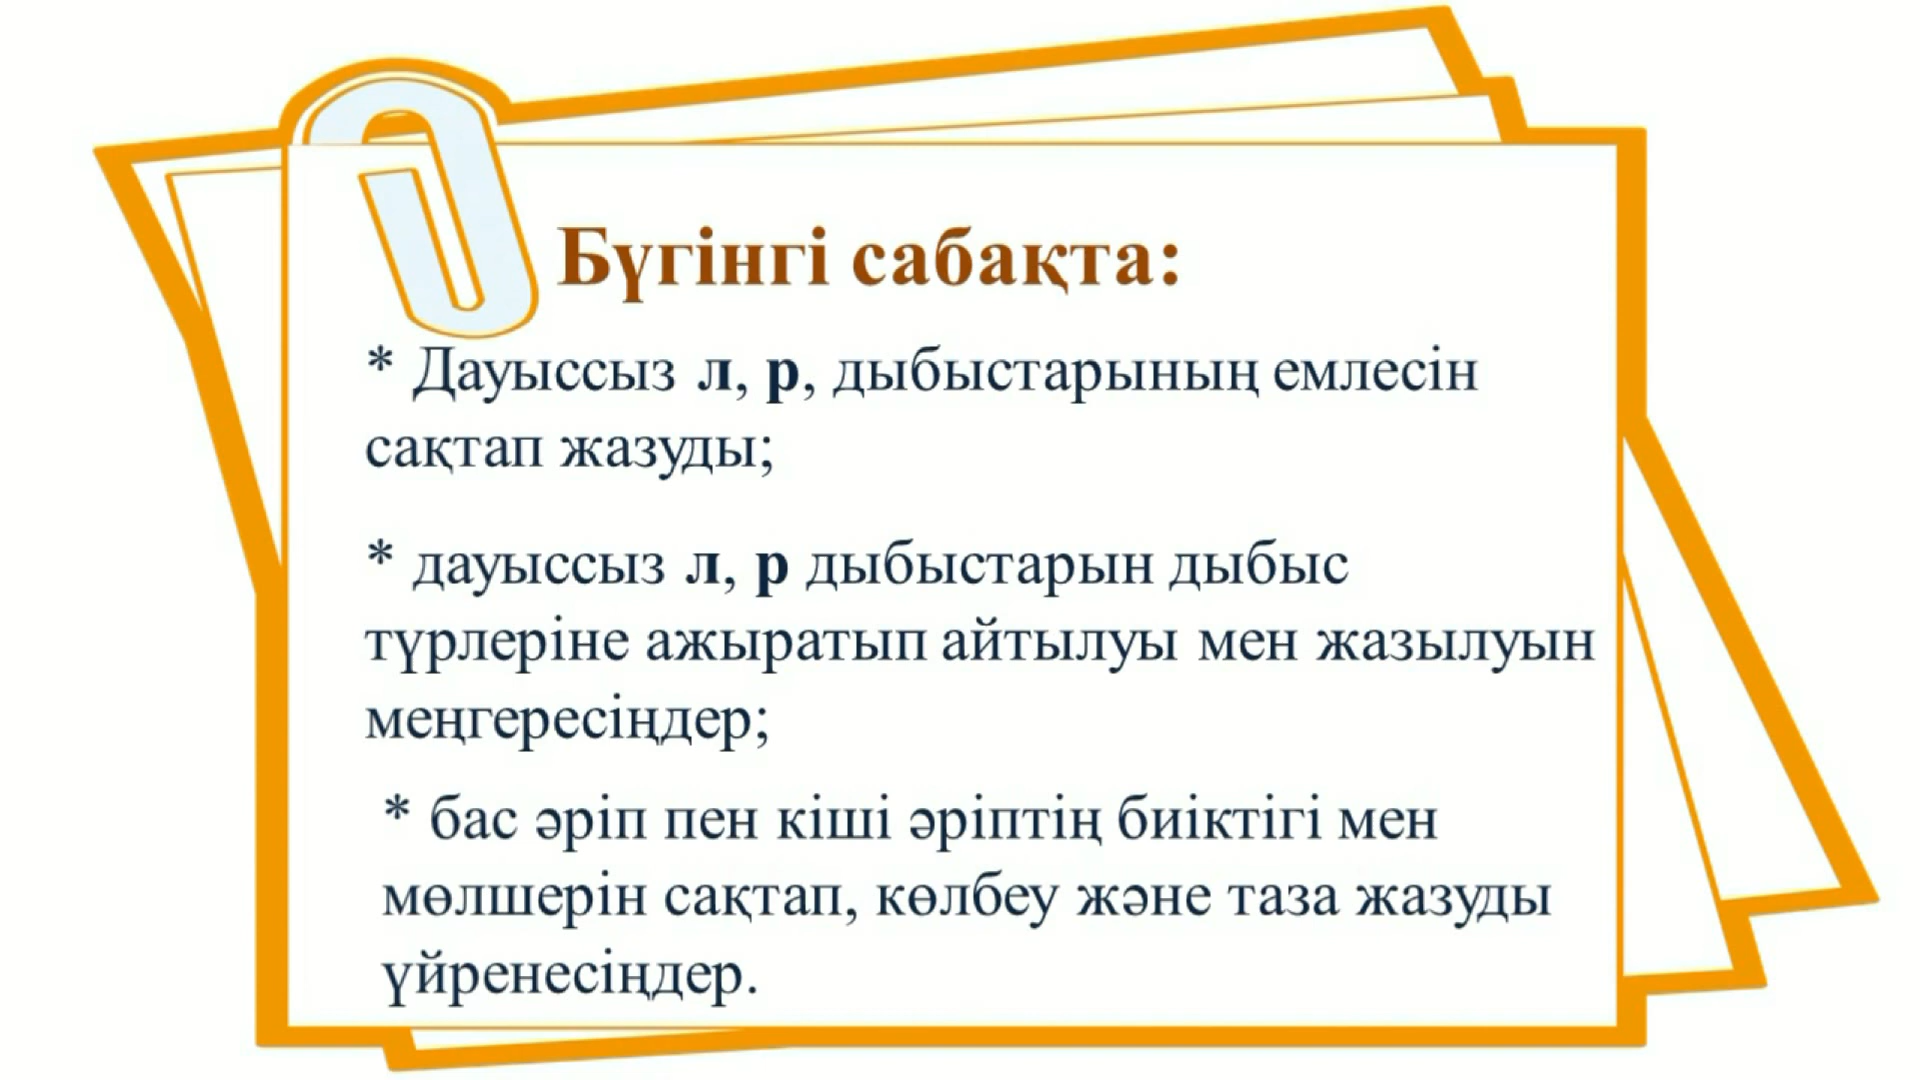 Бүгінгі сабақта:
* Дауыссыз л, р, дыбыстарының емлесін
сақтап жазуды;
* дауыссыз л, р дыбыстарын дыбыс
түрлеріне ажыратып айтылуы мен жазылуын
меңгересіңдер;
* бас әріп пен кіші әріптің биіктігі мен
мөлшерін сақтап, көлбеу және таза жазуды
үйренесіңдер.